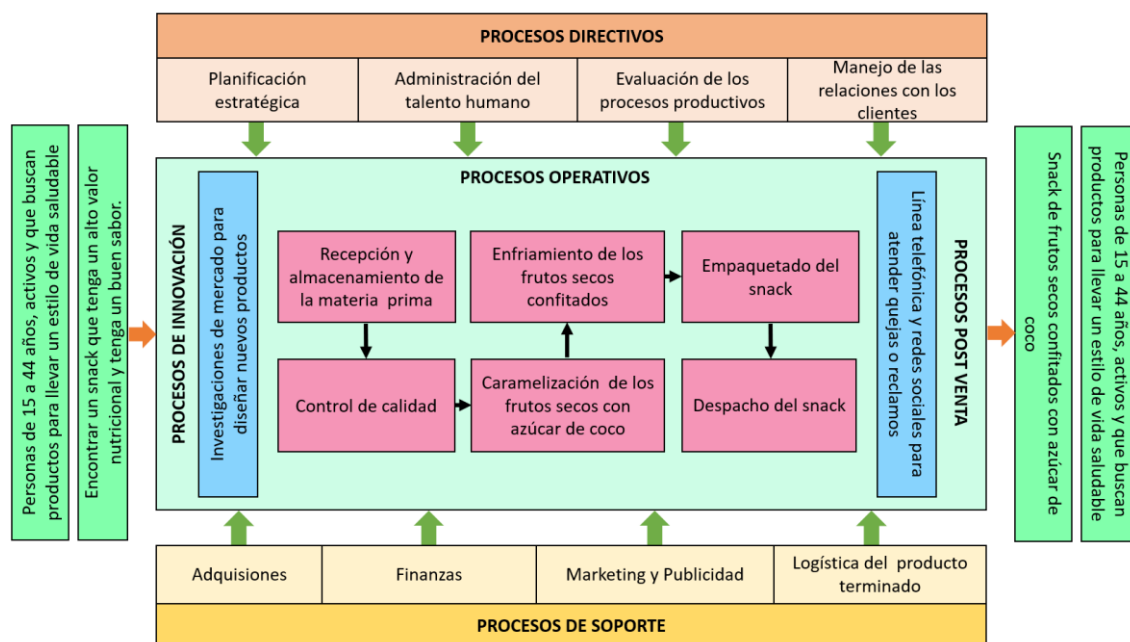 PROCESOS DIRECTIVOS
Planificación
estratégica
Administración del
talento humano
Evaluación de los
procesos productivos
Manejo de las
relaciones con los
clientes
Personas de 15 a 44 años, activos y que buscan
productos para llevar un estilo de vida saludable
Encontrar un snack que tenga un alto valor
nutricional y tenga un buen sabor.
PROCESOS DE INNOVACIÓN
Investigaciones de mercado para
diseñar nuevos productos
PROCESOS OPERATIVOS
Recepción y
almacenamiento de
la materia prima
Control de calidad
Caramelización de los
frutos secos con
azúcar de coco
Enfriamiento de los
frutos secos
confitados
Empaquetado del
snack
Despacho del snack
Línea telefónica y redes sociales para
atender quejas o reclamos
PROCESOS POST VENTA
Snack de frutos secos confitados con azúcar de
coco
Personas de 15 a 44 años, activos y que buscan
productos para llevar un estilo de vida saludable
Adquisiones
Finanzas
Marketing y Publicidad
Logística del producto
terminado
PROCESOS DE SOPORTE